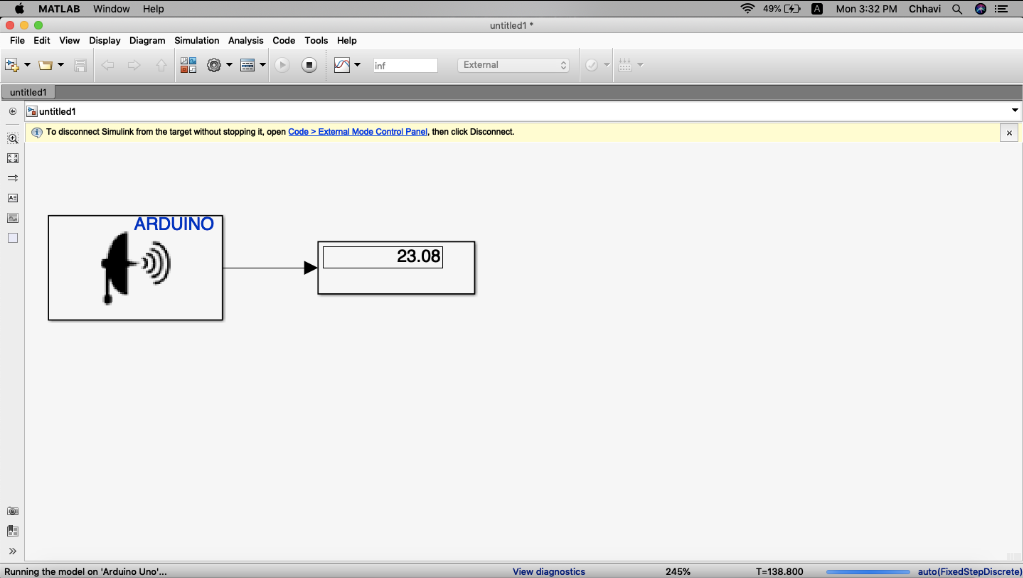 MATLAB Window Help 49% A Mon 3:32 PM Chhavi
untitled1 *
File Edit View Display Diagram Simulation Analysis Code Tools Help
inf External
untitled1
untitled1
To disconnect Simulink from the target without stopping it, open Code > External Mode Control Panel, then click Disconnect.
ARDUINO
23.08
Running the model on 'Arduino Uno'... View diagnostics 245% T=138.800 auto(FixedStepDiscrete)